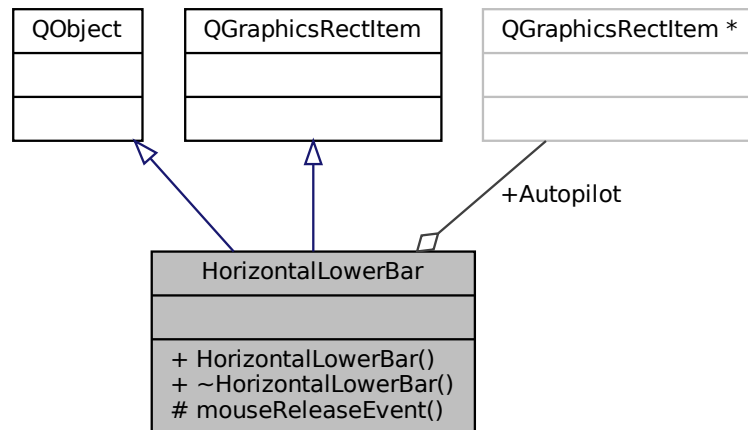 QObject
QGraphicsRectItem
QGraphicsRectItem *
+Autopilot
HorizontalLowerBar
+ HorizontalLowerBar()
+ ~HorizontalLowerBar()
# mouseReleaseEvent()